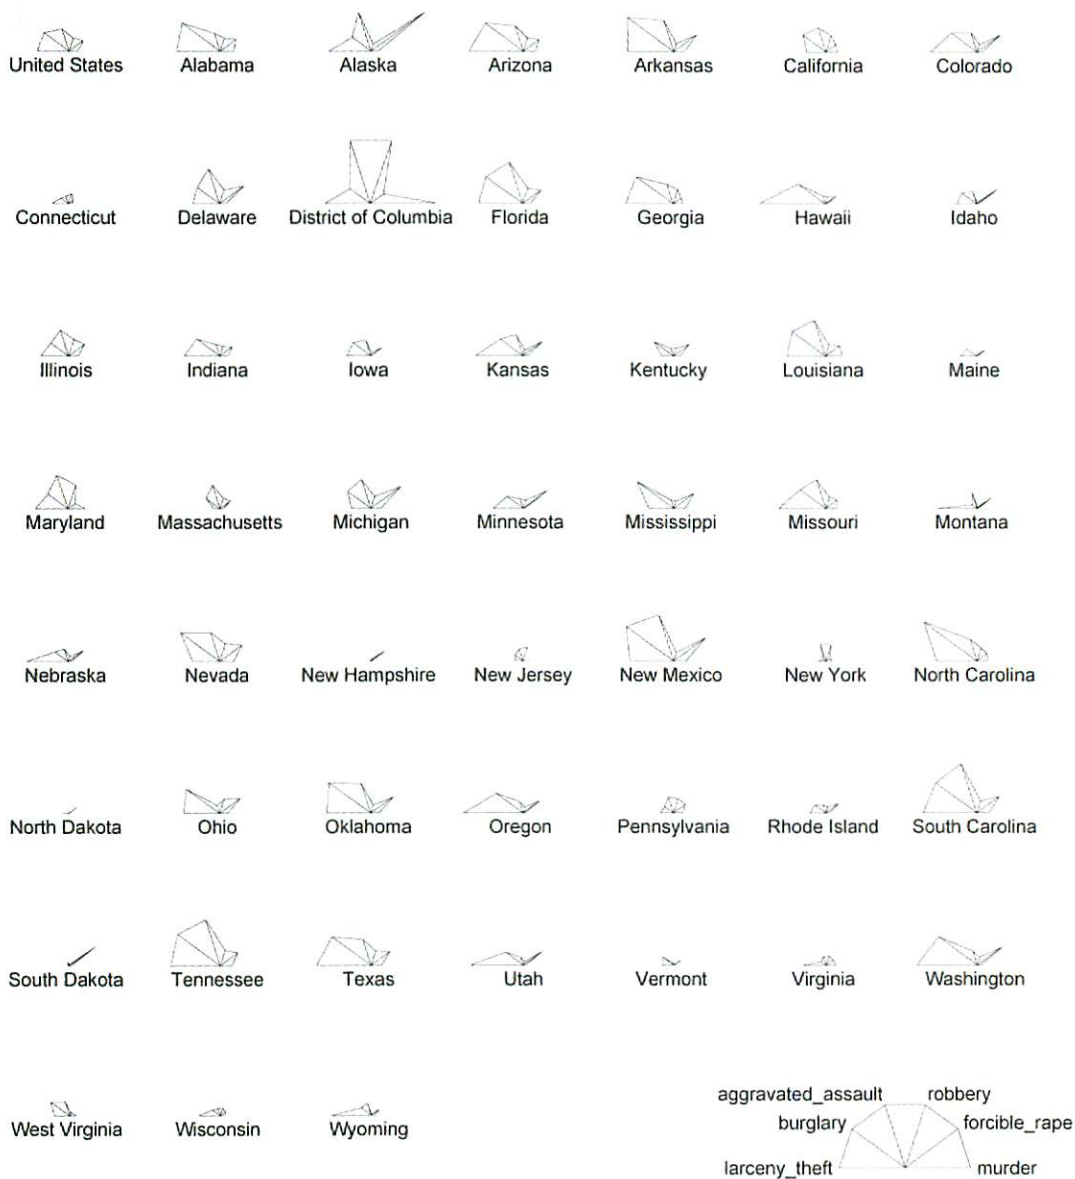 United States Alabama Alaska Arizona Arkansas California Colorado
Connecticut Delaware District of Columbia Florida Georgia Hawaii Idaho
Illinois Indiana Iowa Kansas Kentucky Louisiana Maine
Maryland Massachusetts Michigan Minnesota Mississippi Missouri Montana
Nebraska Nevada New Hampshire New Jersey New Mexico New York North Carolina
North Dakota Ohio Oklahoma Oregon Pennsylvania Rhode Island South Carolina
South Dakota Tennessee Texas Utah Vermont Virginia Washington
aggravated_assault robbery
burglary forcible_rape
West Virginia Wisconsin Wyoming
larceny_theft murder